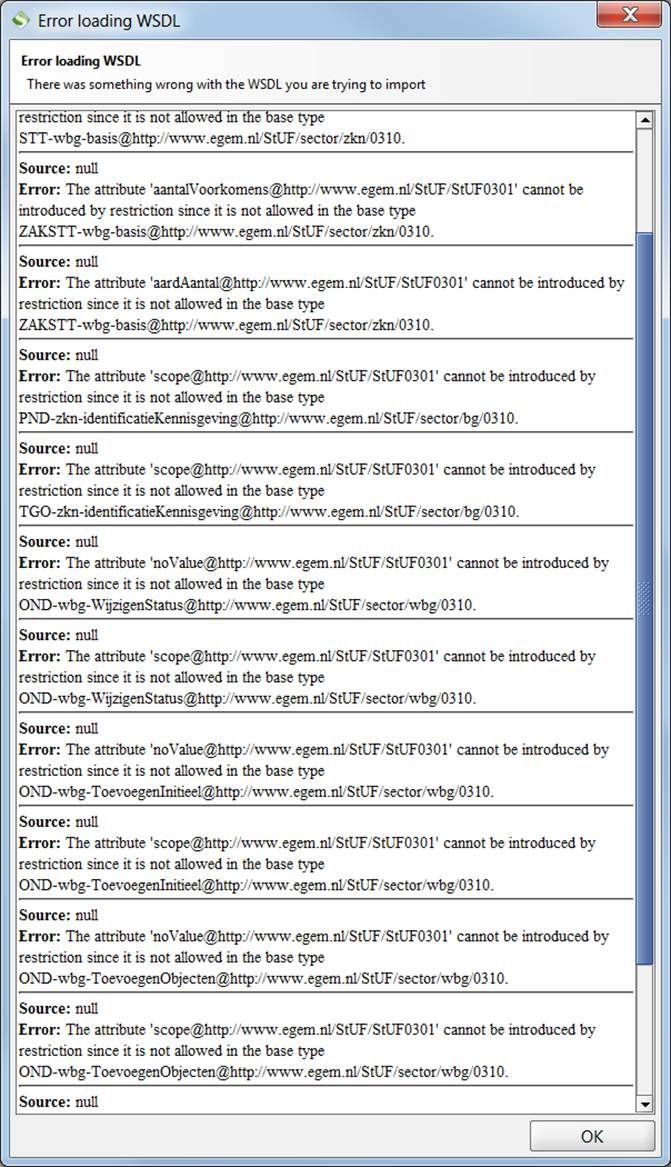 Error loading WSDL
Error loading WSDL
There was something wrong with the WSDL you are trying to import
restriction since it is not allowed in the base type
STT-wbg-basis@http://www.egem.nl/StUF/sector/zkn/0310.
Source: null
Error: The attribute 'aantalVoorkomens@http://www.egem.nl/StUF/StUF0301' cannot be
introduced by restriction since it is not allowed in the base type
ZAKSTT-wbg-basis@http://www.egem.nl/StUF/sector/zkn/0310.
Source: null
Error: The attribute 'aardAantal@http://www.egem.nl/StUF/StUF0301' cannot be introduced by
restriction since it is not allowed in the base type
ZAKSTT-wbg-basis@http://www.egem.nl/StUF/sector/zkn/0310.
Source: null
Error: The attribute 'scope@http://www.egem.nl/StUF/StUF0301' cannot be introduced by
restriction since it is not allowed in the base type
PND-zkn-identificatieKennisgeving@http://www.egem.nl/StUF/sector/bg/0310.
Source: null
Error: The attribute 'scope@http://www.egem.nl/StUF/StUF0301' cannot be introduced by
restriction since it is not allowed in the base type
TGO-zkn-identificatieKennisgeving@http://www.egem.nl/StUF/sector/bg/0310.
Source: null
Error: The attribute 'noValue@http://www.egem.nl/StUF/StUF0301' cannot be introduced by
restriction since it is not allowed in the base type
OND-wbg-WijzigenStatus@http://www.egem.nl/StUF/sector/wbg/0310.
Source: null
Error: The attribute 'scope@http://www.egem.nl/StUF/StUF0301' cannot be introduced by
restriction since it is not allowed in the base type
OND-wbg-WijzigenStatus@http://www.egem.nl/StUF/sector/wbg/0310.
Source: null
Error: The attribute 'noValue@http://www.egem.nl/StUF/StUF0301' cannot be introduced by
restriction since it is not allowed in the base type
OND-wbg-ToevoegenInitieel@http://www.egem.nl/StUF/sector/wbg/0310.
Source: null
Error: The attribute 'scope@http://www.egem.nl/StUF/StUF0301' cannot be introduced by
restriction since it is not allowed in the base type
OND-wbg-ToevoegenInitieel@http://www.egem.nl/StUF/sector/wbg/0310.
Source: null
Error: The attribute 'noValue@http://www.egem.nl/StUF/StUF0301' cannot be introduced by
restriction since it is not allowed in the base type
OND-wbg-ToevoegenObjecten@http://www.egem.nl/StUF/sector/wbg/0310.
Source: null
Error: The attribute 'scope@http://www.egem.nl/StUF/StUF0301' cannot be introduced by
restriction since it is not allowed in the base type
OND-wbg-ToevoegenObjecten@http://www.egem.nl/StUF/sector/wbg/0310.
Source: null
OK